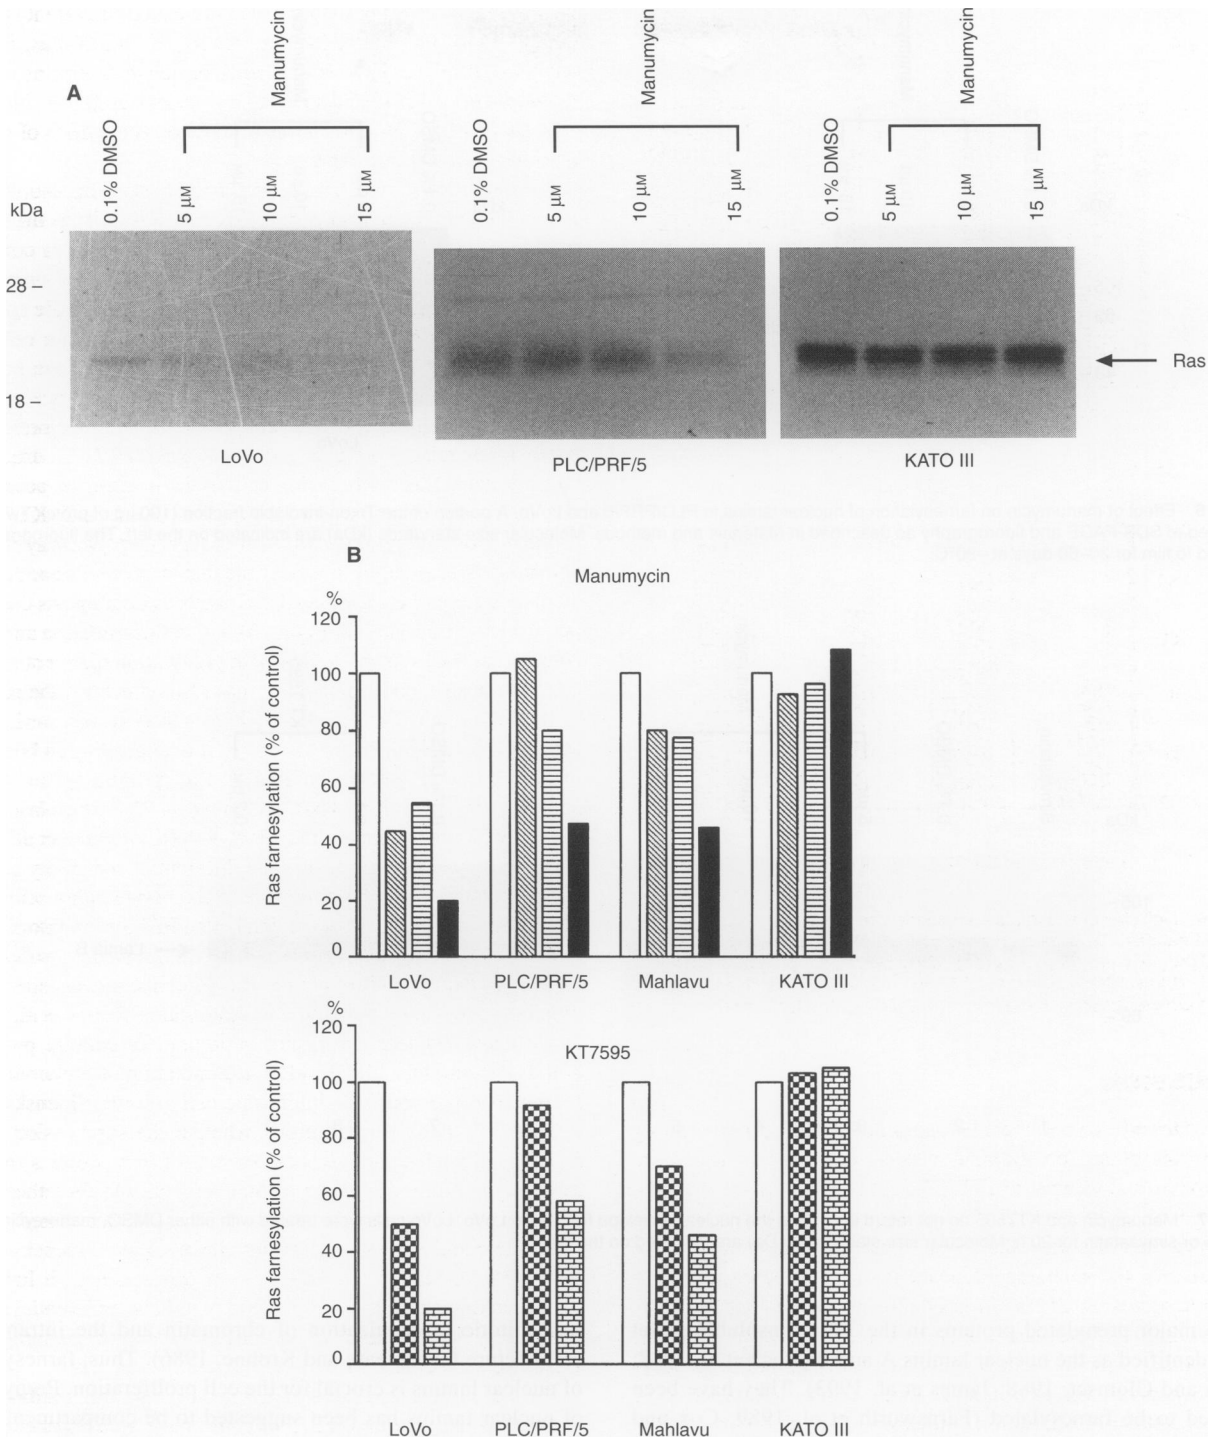 A
Manumycin
Manumycin
Manumycin
0.1% DMSO
5 µM
10 µM
15 µM
0.1% DMSO
5 µM
10 µM
15 µM
0.1% DMSO
5 µM
10 µM
15 µM
kDa
28 –
18 –
Ras
LoVo
PLC/PRF/5
KATO III
B
Manumycin
%
120
100
80
60
40
20
0
Ras farnesylation (% of control)
LoVo
PLC/PRF/5
Mahlavu
KATO III
KT7595
%
120
100
80
60
40
20
0
Ras farnesylation (% of control)
LoVo
PLC/PRF/5
Mahlavu
KATO III